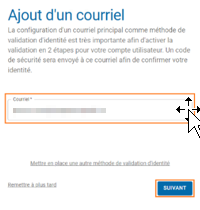 Ajout d'un courriel
La configuration d'un courriel principal comme méthode de
validation d'identité est très importante afin d'activer la
validation en 2 étapes pour votre compte utilisateur. Un code
de sécurité sera envoyé à ce courriel afin de confirmer votre
identité.
Courriel *
Mettre en place une autre méthode de validation d'identité
Remettre à plus tard
SUIVANT